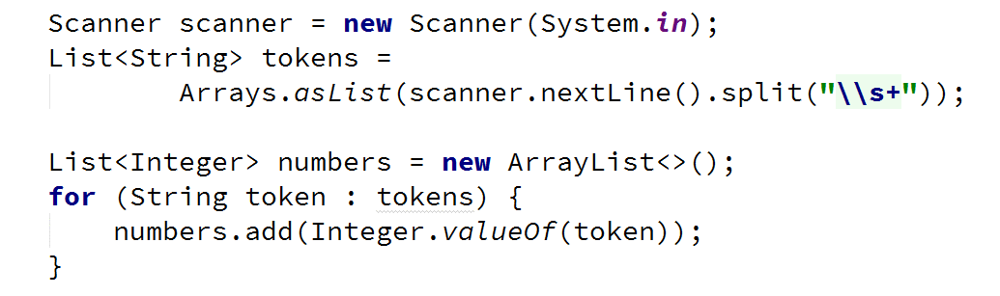 Scanner scanner = new Scanner(System.in);
List<String> tokens =
Arrays.asList(scanner.nextLine().split("\\s+"));
List<Integer> numbers = new ArrayList<>();
for (String token : tokens) {
numbers.add(Integer.valueOf(token));
}